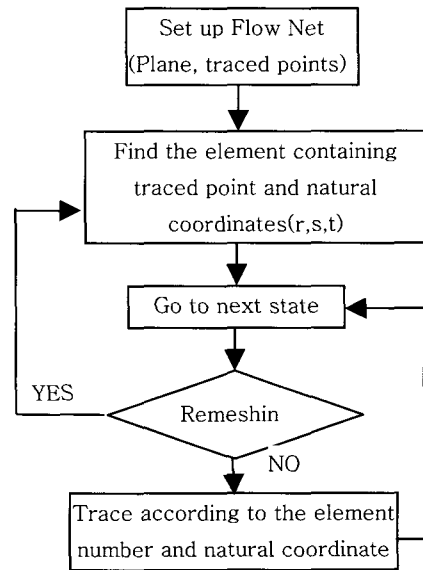 Set up Flow Net
(Plane, traced points)
Find the element containing
traced point and natural
coordinates(r,s,t)
Go to next state
YES
Remeshin
NO
Trace according to the element
number and natural coordinate